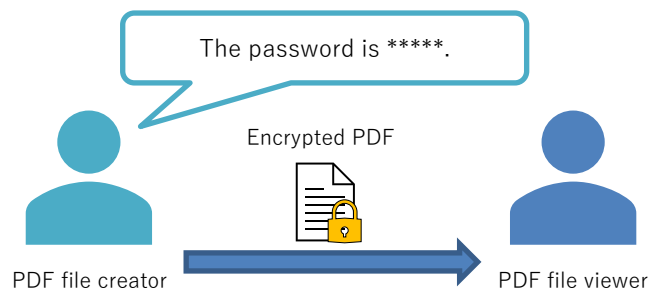 The password is *****.
Encrypted PDF
PDF file creator
PDF file viewer